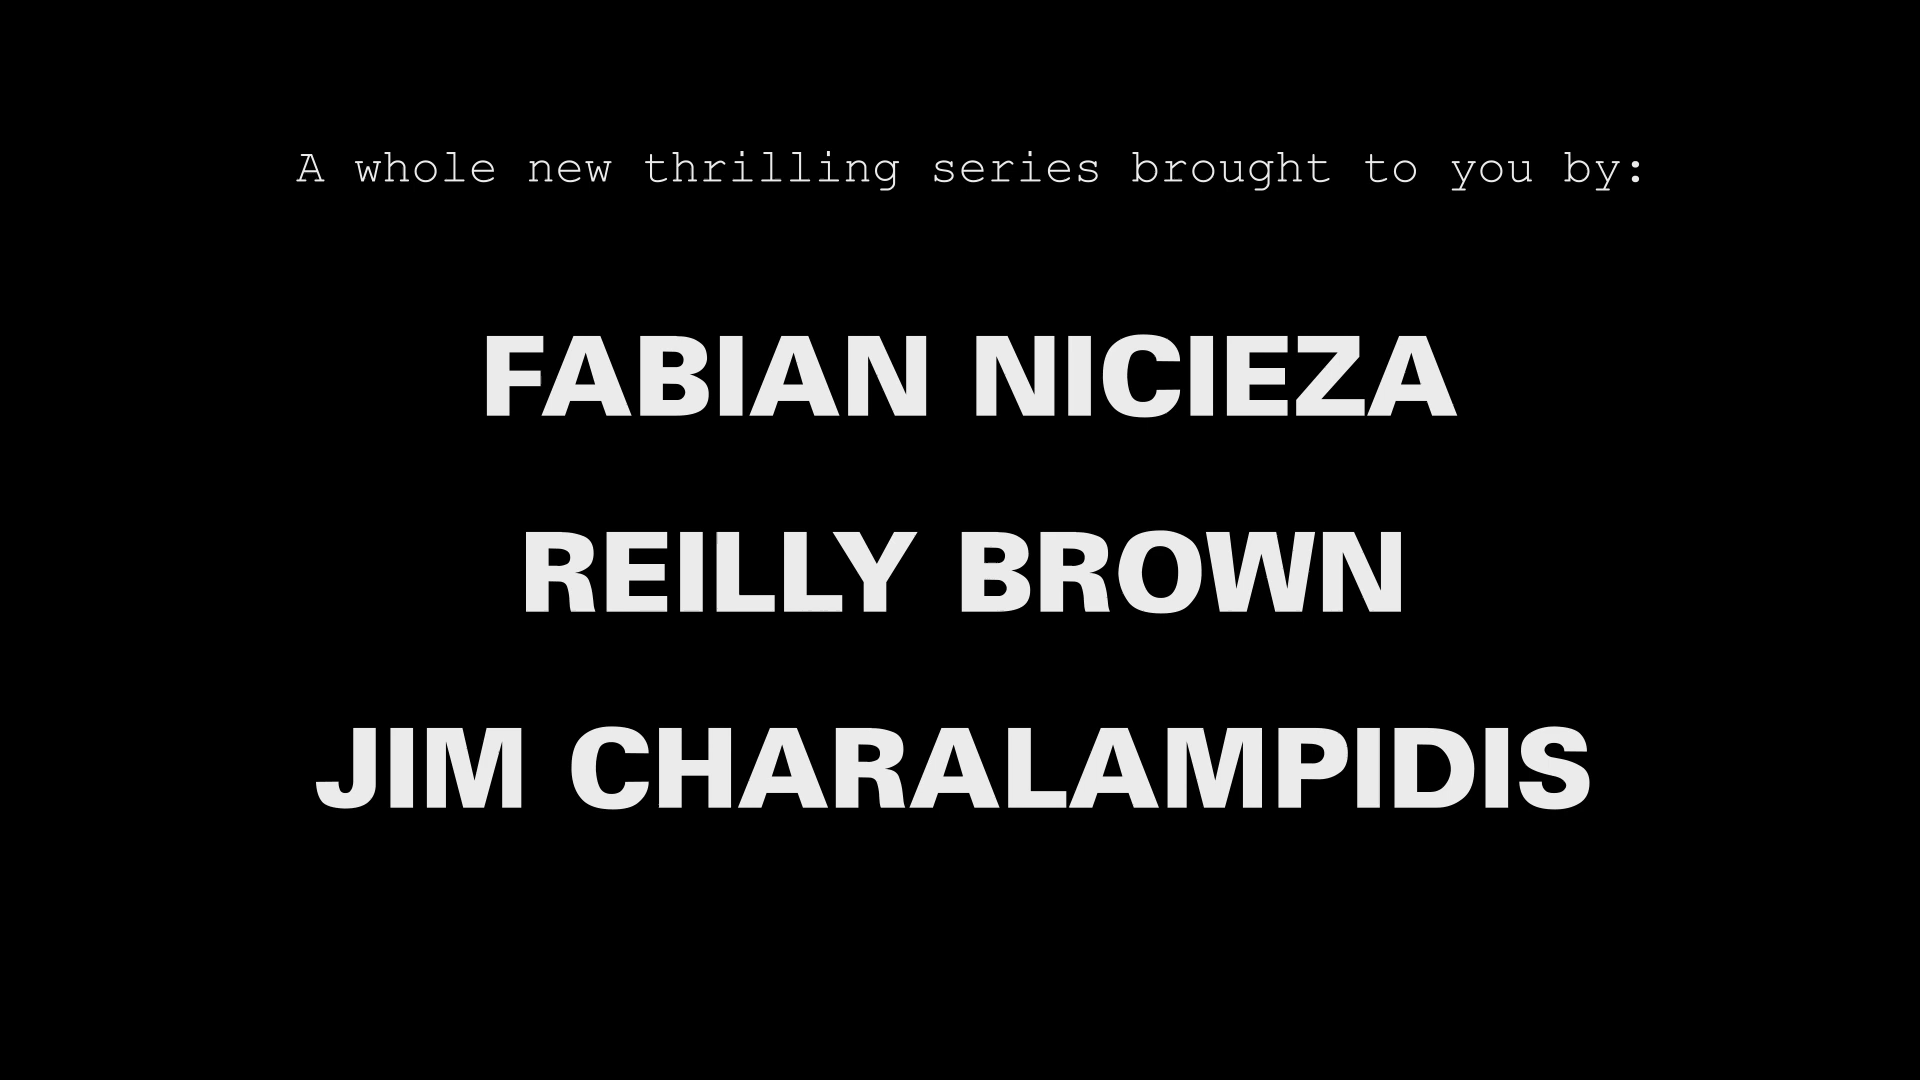 A whole new thrilling series brought to you by:
FABIAN NICIEZA
REILLY BROWN
JIM CHARALAMPIDIS